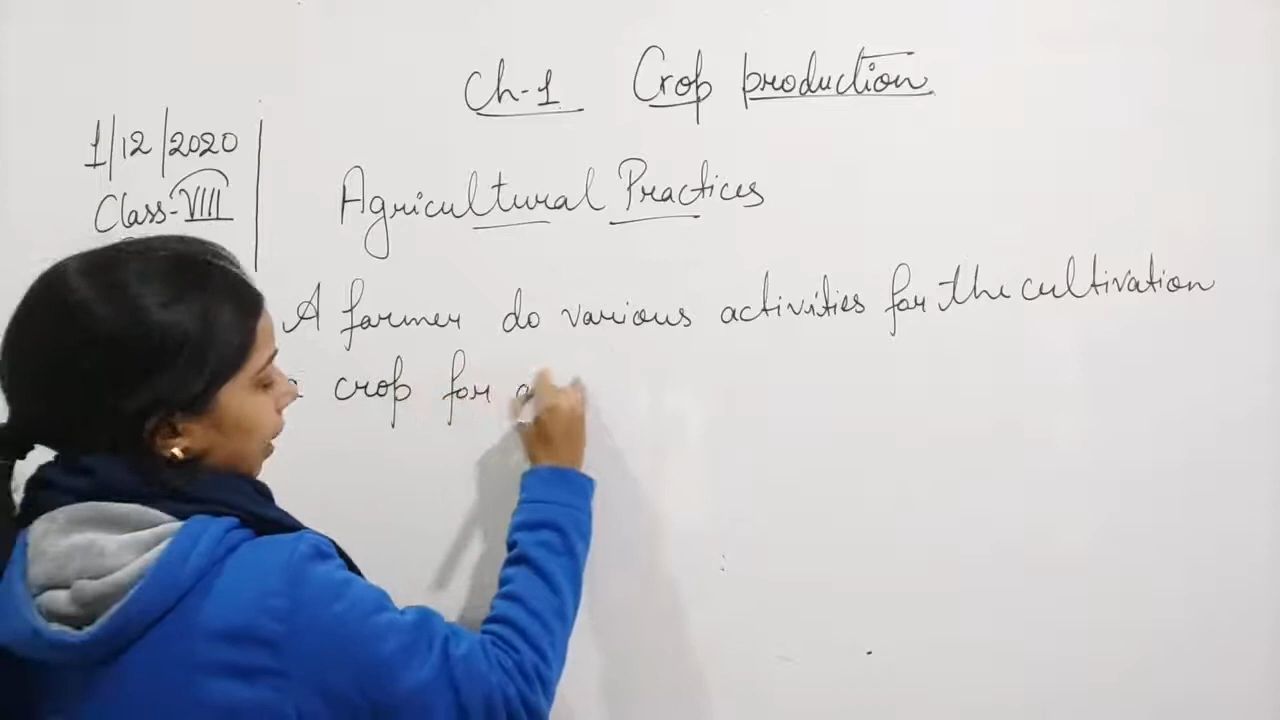 Ch-1 Crop production
1/12/2020
Class-VIII
Agricultural Practices
A farmer do various activities for the cultivation
crop for